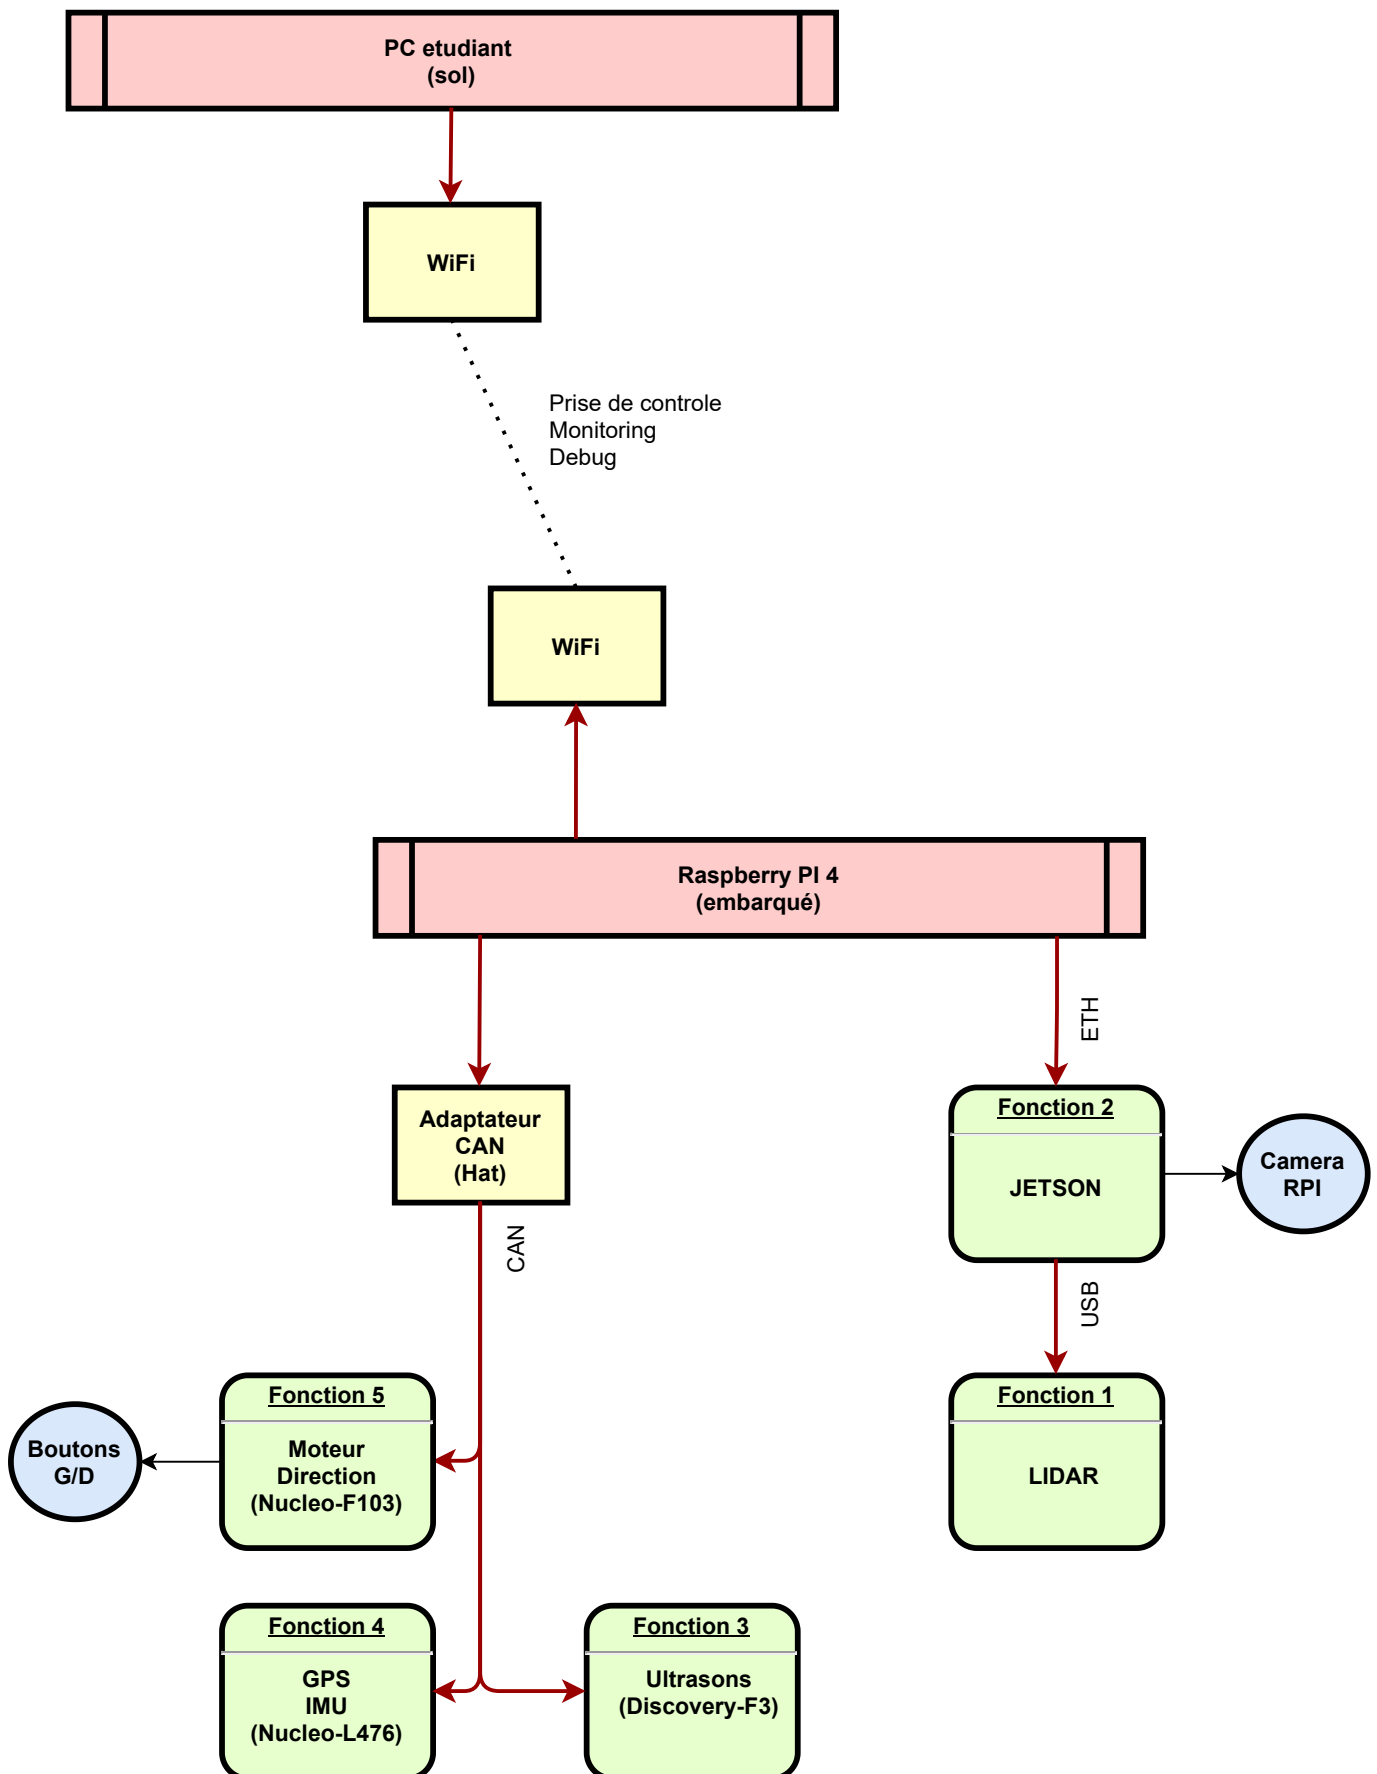 PC etudiant
(sol)
WiFi
Prise de controle
Monitoring
Debug
WiFi
Raspberry PI 4
(embarqué)
ETH
Adaptateur
CAN
(Hat)
Fonction 2
JETSON
Camera
RPI
CAN
USB
Fonction 5
Moteur
Direction
(Nucleo-F103)
Boutons
G/D
Fonction 1
LIDAR
Fonction 4
GPS
IMU
(Nucleo-L476)
Fonction 3
Ultrasons
(Discovery-F3)